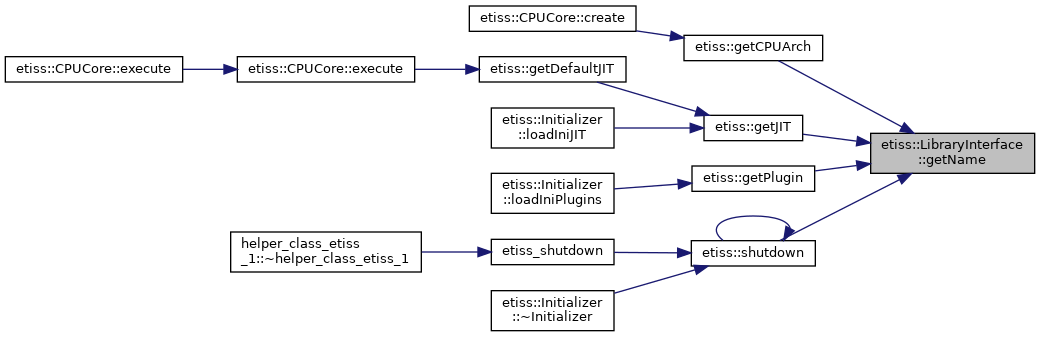 etiss::CPUCore::create
etiss::getCPUArch
etiss::CPUCore::execute
etiss::CPUCore::execute
etiss::getDefaultJIT
etiss::Initializer
::loadIniJIT
etiss::getJIT
etiss::LibraryInterface
::getName
etiss::getPlugin
etiss::Initializer
::loadIniPlugins
helper_class_etiss
_1::~helper_class_etiss_1
etiss_shutdown
etiss::shutdown
etiss::Initializer
::~Initializer